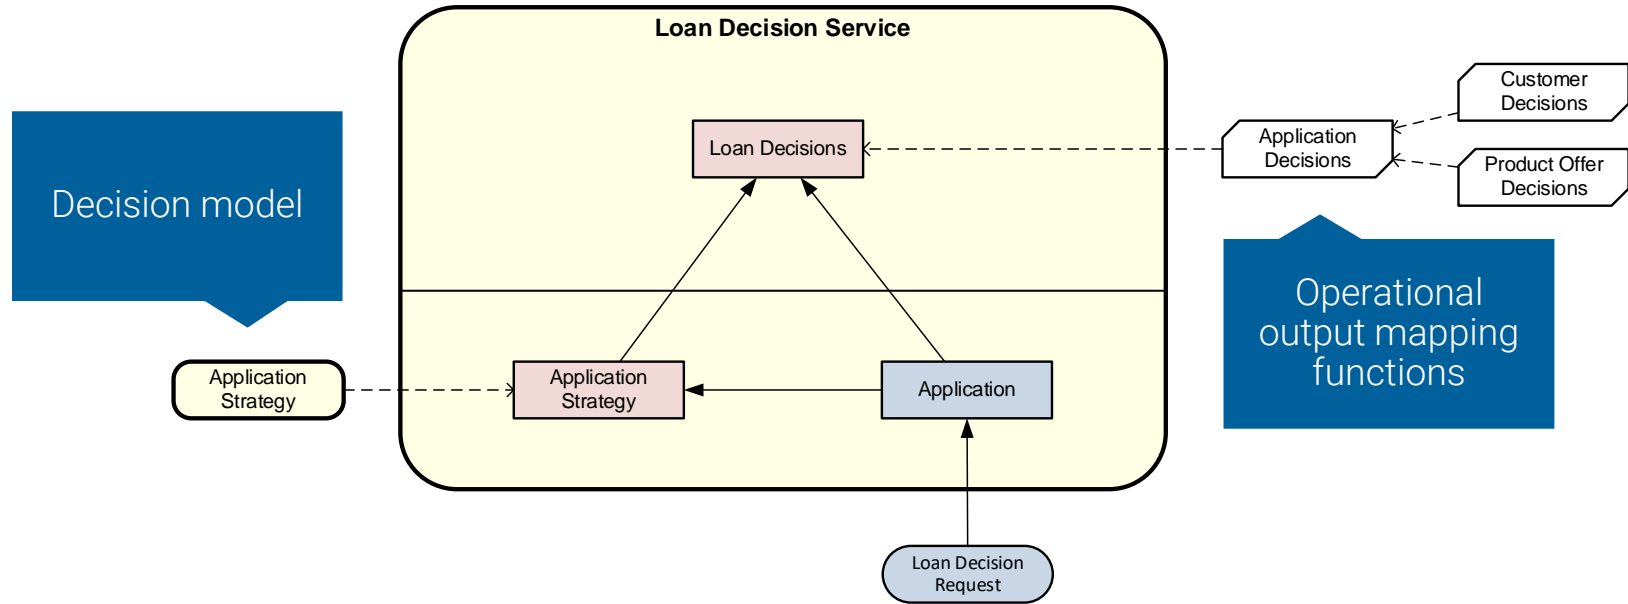 Loan Decision Service
Customer
Decisions
Loan Decisions
Application
Decisions
Product Offer
Decisions
Decision model
Operational
output mapping
functions
Application
Strategy
Application
Strategy
Application
Loan Decision
Request